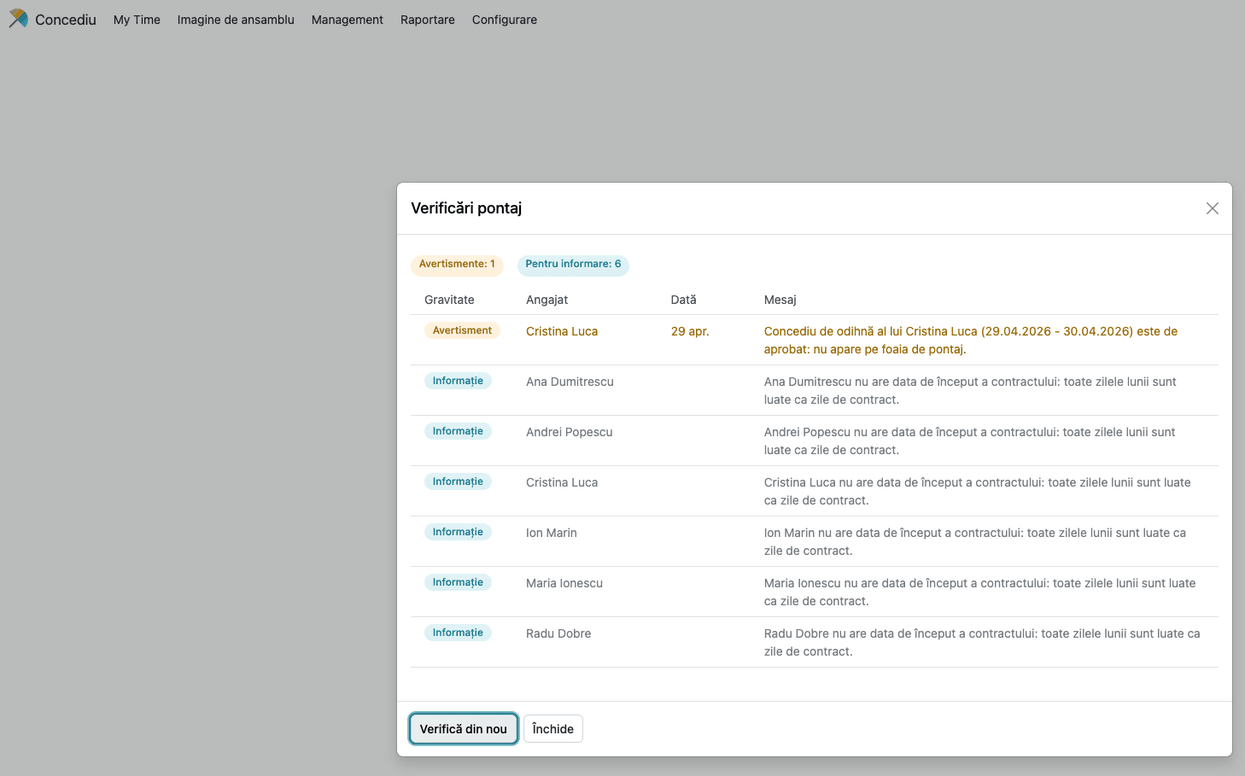 Concediu My Time Imagine de ansamblu Management Raportare Configurare
Verificări pontaj
Avertismente: 1 Pentru informare: 6
Gravitate Angajat Dată Mesaj
Avertisment Cristina Luca 29 apr. Concediu de odihnă al lui Cristina Luca (29.04.2026 - 30.04.2026) este de
aprobat: nu apare pe foaia de pontaj.
Informație Ana Dumitrescu Ana Dumitrescu nu are data de început a contractului: toate zilele lunii sunt
luate ca zile de contract.
Informație Andrei Popescu Andrei Popescu nu are data de început a contractului: toate zilele lunii sunt
luate ca zile de contract.
Informație Cristina Luca Cristina Luca nu are data de început a contractului: toate zilele lunii sunt luate
ca zile de contract.
Informație Ion Marin Ion Marin nu are data de început a contractului: toate zilele lunii sunt luate ca
zile de contract.
Informație Maria Ionescu Maria Ionescu nu are data de început a contractului: toate zilele lunii sunt luate
ca zile de contract.
Informație Radu Dobre Radu Dobre nu are data de început a contractului: toate zilele lunii sunt luate ca
zile de contract.
Verifică din nou Închide